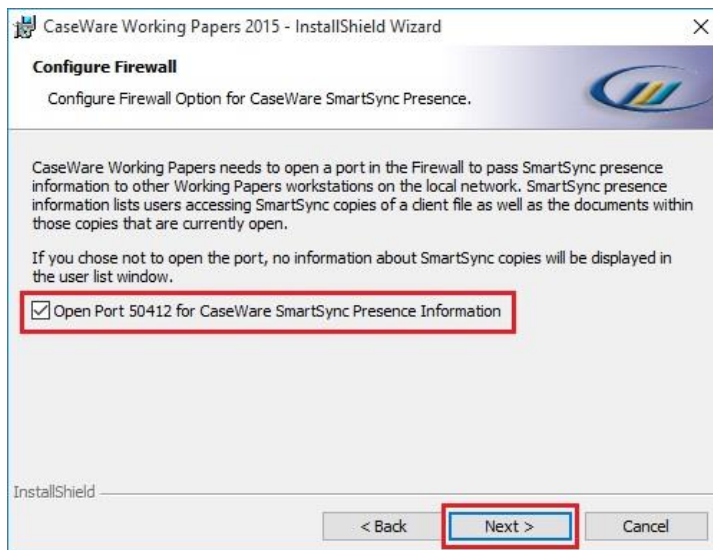 CaseWare Working Papers 2015 - InstallShield Wizard
Configure Firewall
Configure Firewall Option for CaseWare SmartSync Presence.
CaseWare Working Papers needs to open a port in the Firewall to pass SmartSync presence
information to other Working Papers workstations on the local network. SmartSync presence
information lists users accessing SmartSync copies of a client file as well as the documents within
those copies that are currently open.
If you chose not to open the port, no information about SmartSync copies will be displayed in
the user list window.
Open Port 50412 for CaseWare SmartSync Presence Information
InstallShield
< Back Next > Cancel